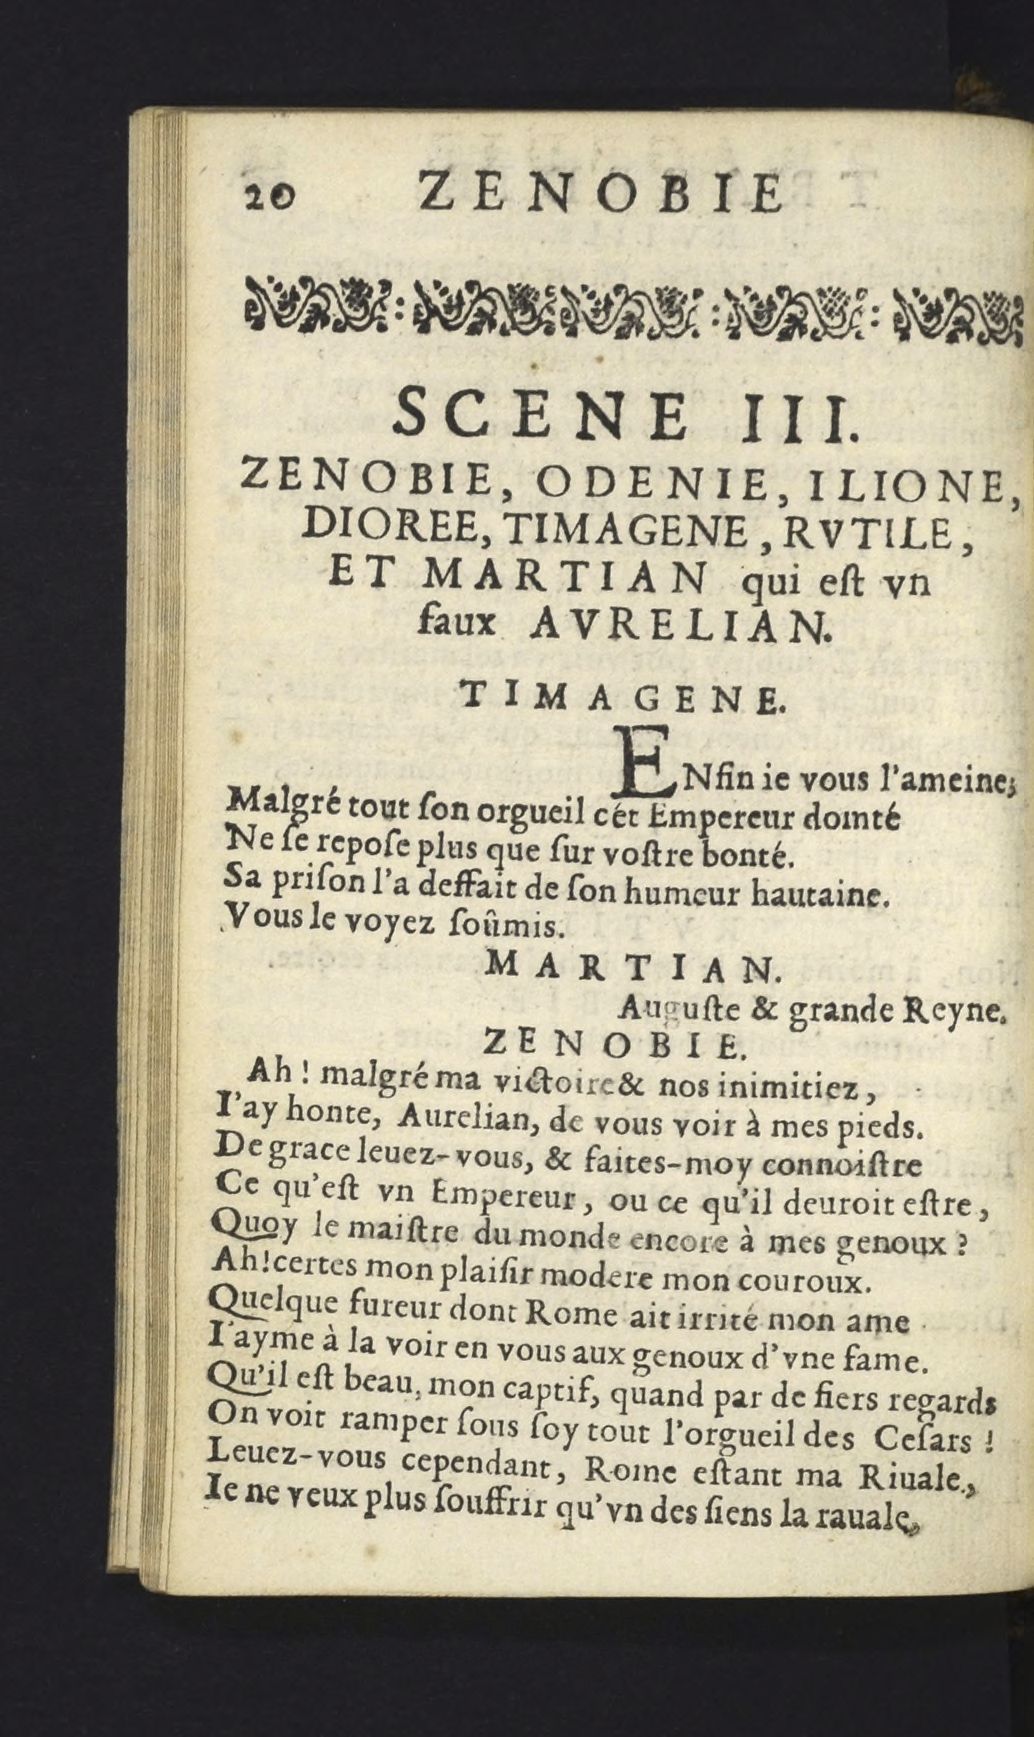 20 ZENOBIE
SCENE III.
ZENOBIE, ODENIE, ILIONE,
DIOREE, TIMAGENE, RVTILE,
ET MARTIAN qui eſt vn
faux AVRELIAN.
TIMAGENE.
ENfin ie vous l'ameine;
Malgré tout ſon orgueil cét Empereur domté
Ne ſe repoſe plus que ſur voſtre bonté.
Sa priſon l'a deffait de ſon humeur hautaine.
Vous le voyez ſoûmis.
MARTIAN.
Auguſte & grande Reyne.
ZENOBIE.
Ah! malgré ma victoire & nos inimitiez,
I'ay honte, Aurelian, de vous voir à mes pieds.
De grace leuez-vous, & faites-moy connoiſtre
Ce qu'eſt vn Empereur, ou ce qu'il deuroit eſtre,
Quoy le maiſtre du monde encore à mes genoux?
Ah! certes mon plaiſir modere mon couroux.
Quelque fureur dont Rome ait irrité mon ame
I'ayme à la voir en vous aux genoux d'vne fame.
Qu'il eſt beau, mon captif, quand par de fiers regards
On voit ramper ſous ſoy tout l'orgueil des Ceſars!
Leuez-vous cependant, Rome eſtant ma Riuale,
Ie ne veux plus ſouffrir qu'vn des ſiens la rauale,